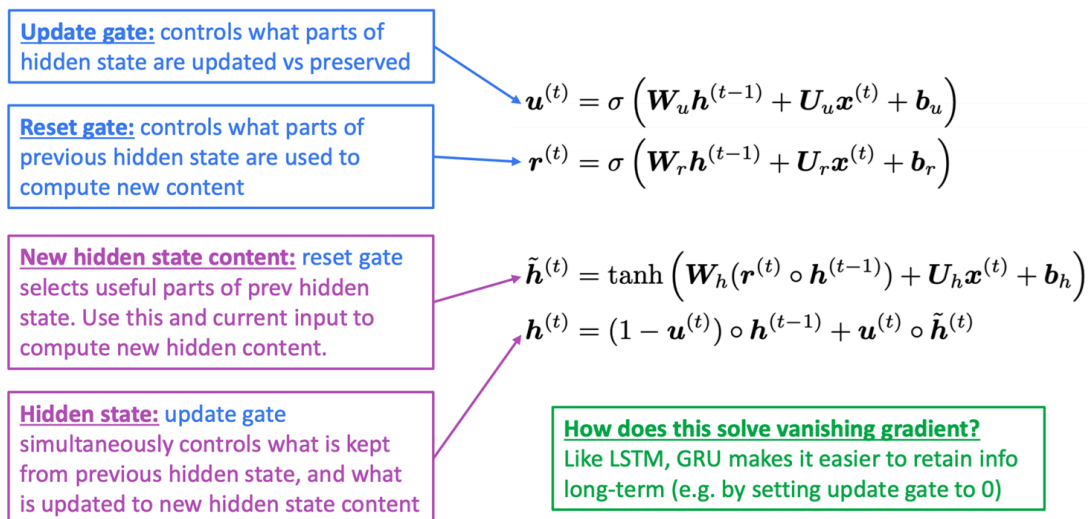 Update gate: controls what parts of
hidden state are updated vs preserved
Reset gate: controls what parts of
previous hidden state are used to
compute new content
New hidden state content: reset gate
selects useful parts of prev hidden
state. Use this and current input to
compute new hidden content.
Hidden state: update gate
simultaneously controls what is kept
from previous hidden state, and what
is updated to new hidden state content
u^(t) = σ (W_u h^(t−1) + U_u x^(t) + b_u)
r^(t) = σ (W_r h^(t−1) + U_r x^(t) + b_r)
h̃^(t) = tanh (W_h(r^(t) ∘ h^(t−1)) + U_h x^(t) + b_h)
h^(t) = (1 − u^(t)) ∘ h^(t−1) + u^(t) ∘ h̃^(t)
How does this solve vanishing gradient?
Like LSTM, GRU makes it easier to retain info
long-term (e.g. by setting update gate to 0)